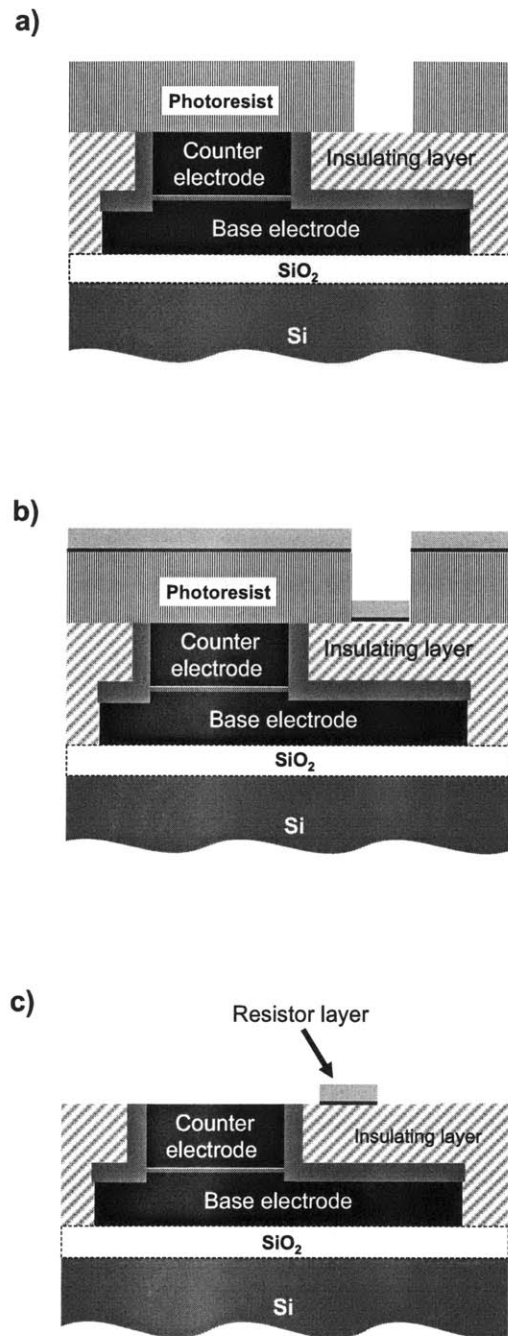 a)
Photoresist
Counter
electrode
Insulating layer
Base electrode
SiO₂
Si
b)
Photoresist
Counter
electrode
Insulating layer
Base electrode
SiO₂
Si
c)
Resistor layer
Counter
electrode
Insulating layer
Base electrode
SiO₂
Si